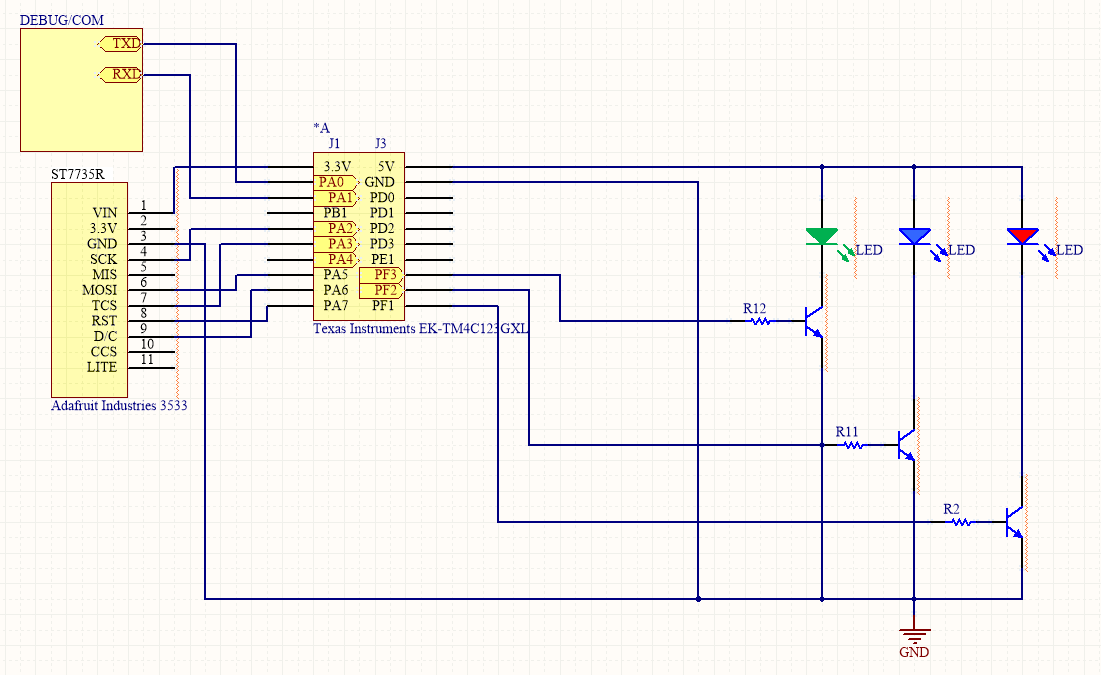 DEBUG/COM
TXD
RXD
*A
J1 J3
3.3V 5V
PA0 GND
PA1 PD0
PB1 PD1
PA2 PD2
PA3 PD3
PA4 PE1
PA5 PF3
PA6 PF2
PA7 PF1
Texas Instruments EK-TM4C123GXL
ST7735R
VIN 1
3.3V 2
GND 3
SCK 4
MIS 5
MOSI 6
TCS 7
RST 8
D/C 9
CCS 10
LITE 11
Adafruit Industries 3533
LED
LED
LED
R12
R11
R2
GND